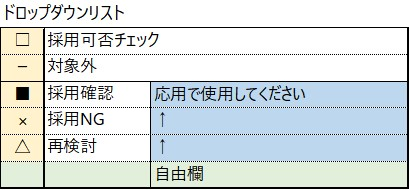 ドロップダウンリスト
□ 採用可否チェック
− 対象外
■ 採用確認 応用で使用してください
× 採用NG ↑
△ 再検討 ↑
自由欄